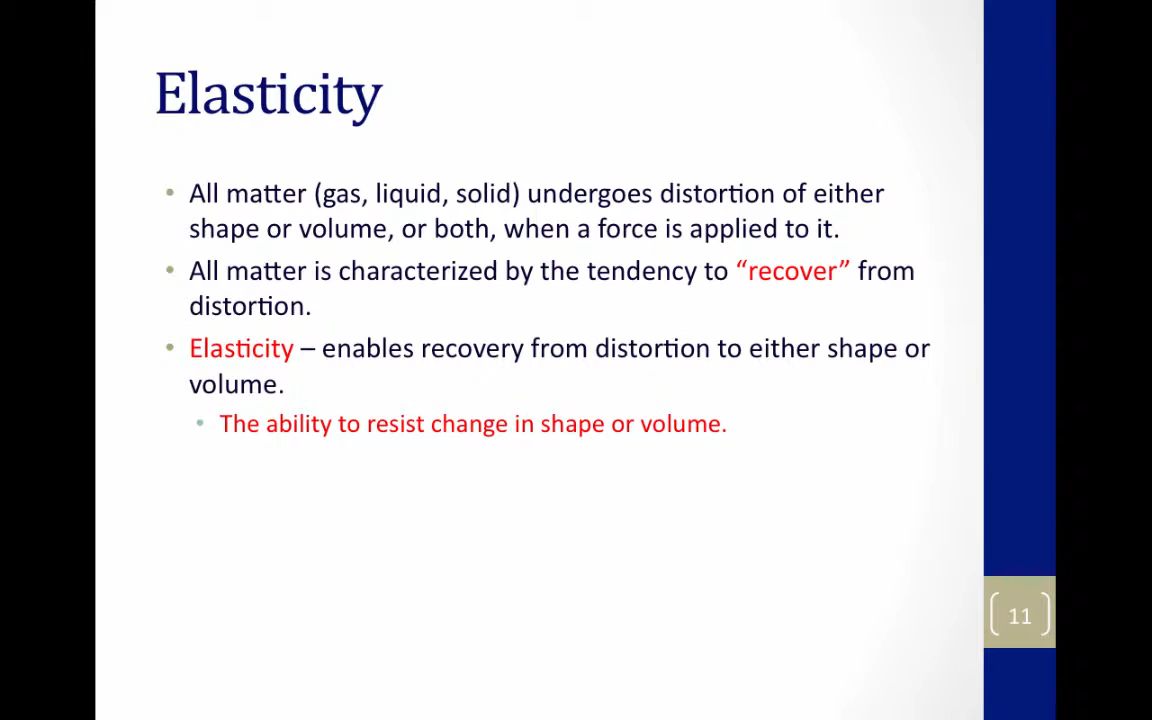 Elasticity
• All matter (gas, liquid, solid) undergoes distortion of either
shape or volume, or both, when a force is applied to it.
• All matter is characterized by the tendency to “recover” from
distortion.
• Elasticity – enables recovery from distortion to either shape or
volume.
• The ability to resist change in shape or volume.
11